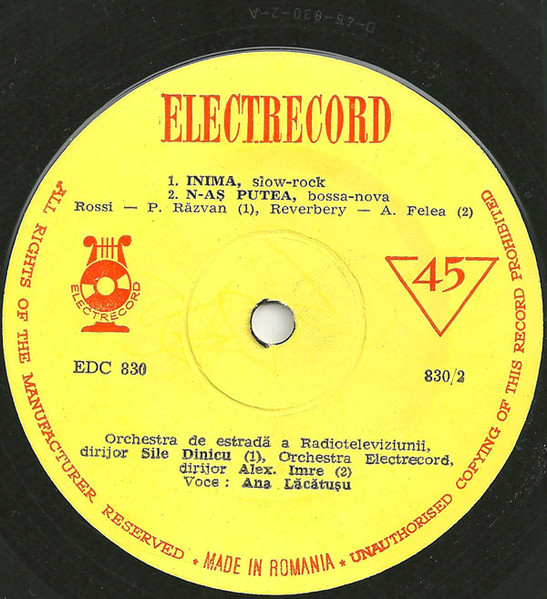 D-45-830-2-A
ELECTRECORD
1. INIMA, slow-rock
2. N-AȘ PUTEA, bossa-nova
Rossi — P. Răzvan (1), Reverbery — A. Felea (2)
ELECTRECORD
45
EDC 830
830/2
Orchestra de estradă a Radioteleviziunii,
dirijor Sile Dinicu (1), Orchestra Electrecord,
dirijor Alex. Imre (2)
Voce : Ana Lăcătușu
ALL RIGHTS OF THE MANUFACTURER RESERVED * MADE IN ROMANIA * UNAUTHORISED COPYING OF THIS RECORD PROHIBITED